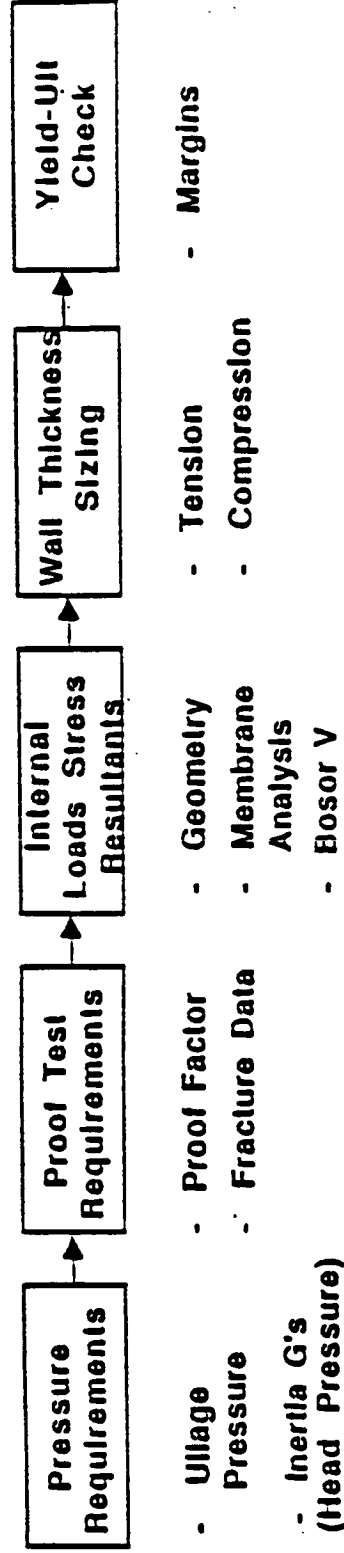 Pressure
Requirements
- Ullage
Pressure
- Inertia G's
(Head Pressure)
Proof Test
Requirements
- Proof Factor
- Fracture Data
Internal
Loads Stress
Resultants
- Geometry
- Membrane
Analysis
- Bosor V
Wall Thickness
Sizing
- Tension
- Compression
Yield-Ult
Check
- Margins